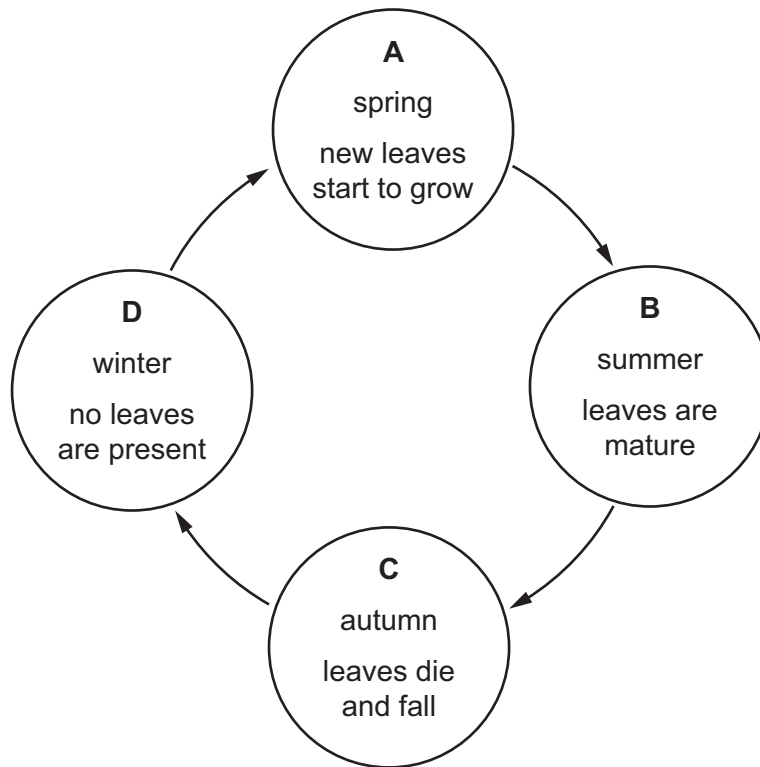 A
spring
new leaves
start to grow
B
summer
leaves are
mature
C
autumn
leaves die
and fall
D
winter
no leaves
are present